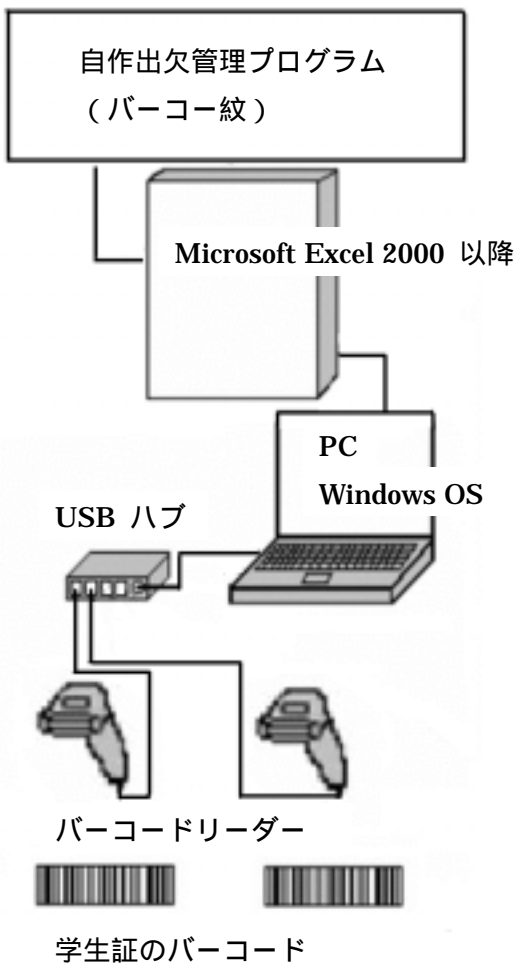 自作出欠管理プログラム
（バーコー紋）
Microsoft Excel 2000 以降
PC
Windows OS
USB ハブ
バーコードリーダー
学生証のバーコード